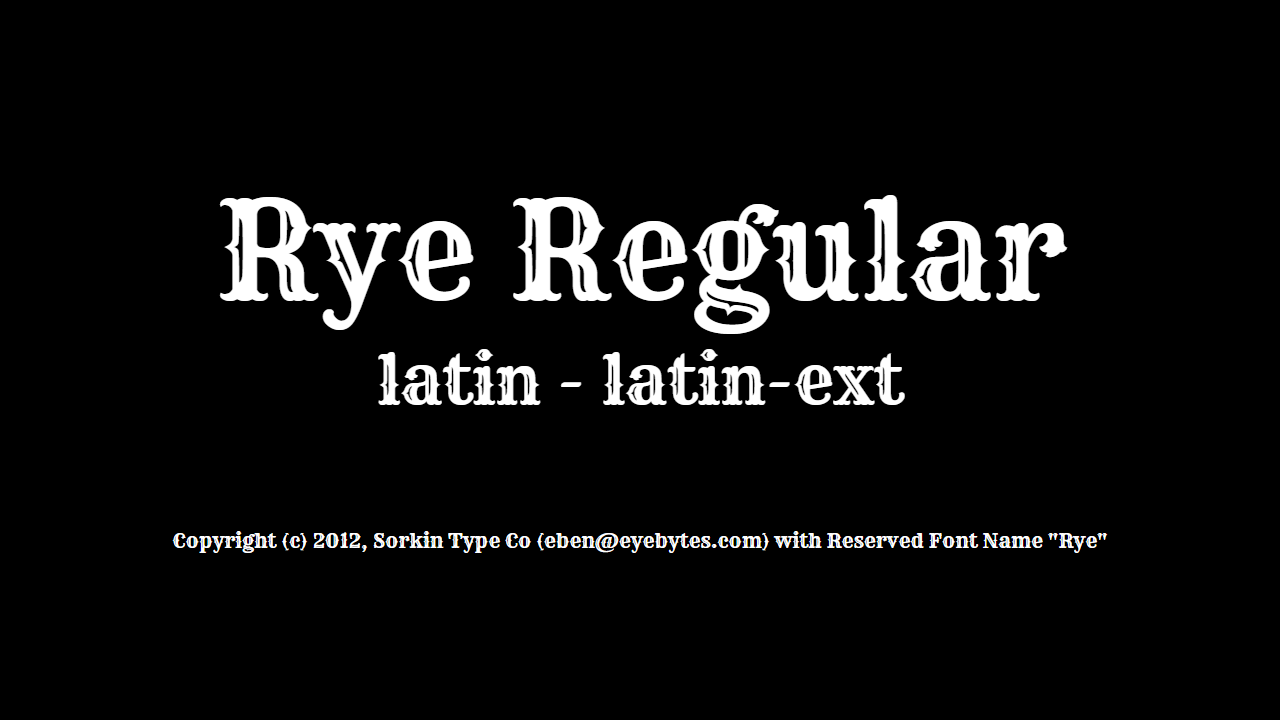 Rye Regular
latin - latin-ext
Copyright (c) 2012, Sorkin Type Co (eben@eyebytes.com) with Reserved Font Name "Rye"